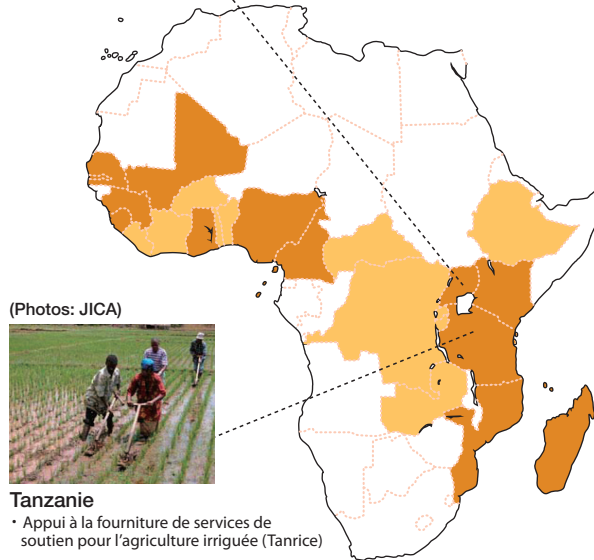 (Photos: JICA)
Tanzanie
・Appui à la fourniture de services de
soutien pour l'agriculture irriguée (Tanrice)